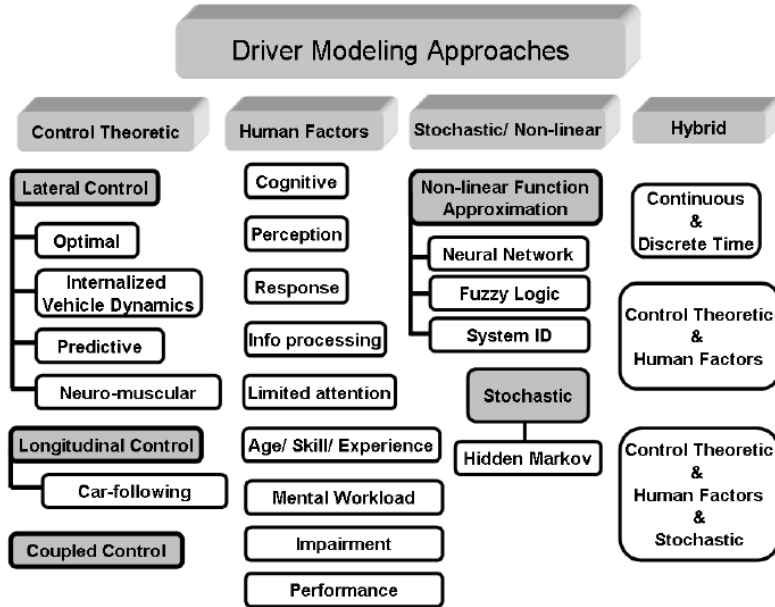 Driver Modeling Approaches
Control Theoretic
Lateral Control
Optimal
Internalized
Vehicle Dynamics
Predictive
Neuro-muscular
Longitudinal Control
Car-following
Coupled Control
Human Factors
Cognitive
Perception
Response
Info processing
Limited attention
Age/ Skill/ Experience
Mental Workload
Impairment
Performance
Stochastic/ Non-linear
Non-linear Function
Approximation
Neural Network
Fuzzy Logic
System ID
Stochastic
Hidden Markov
Hybrid
Continuous
&
Discrete Time
Control Theoretic
&
Human Factors
Control Theoretic
&
Human Factors
&
Stochastic